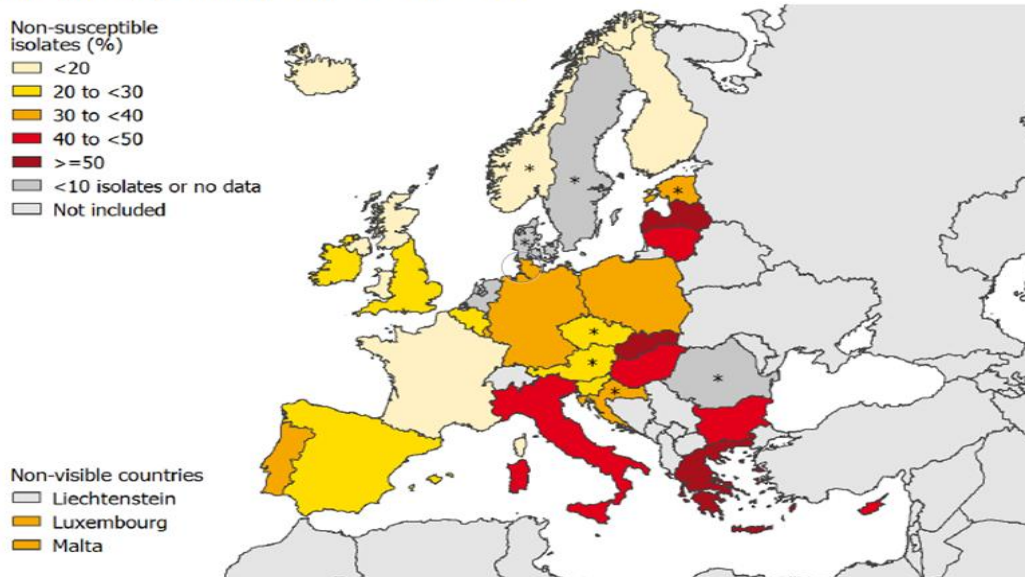 Non-susceptible
isolates (%)
<20
20 to <30
30 to <40
40 to <50
>=50
<10 isolates or no data
Not included
* * * * * * * *
Non-visible countries
Liechtenstein
Luxembourg
Malta